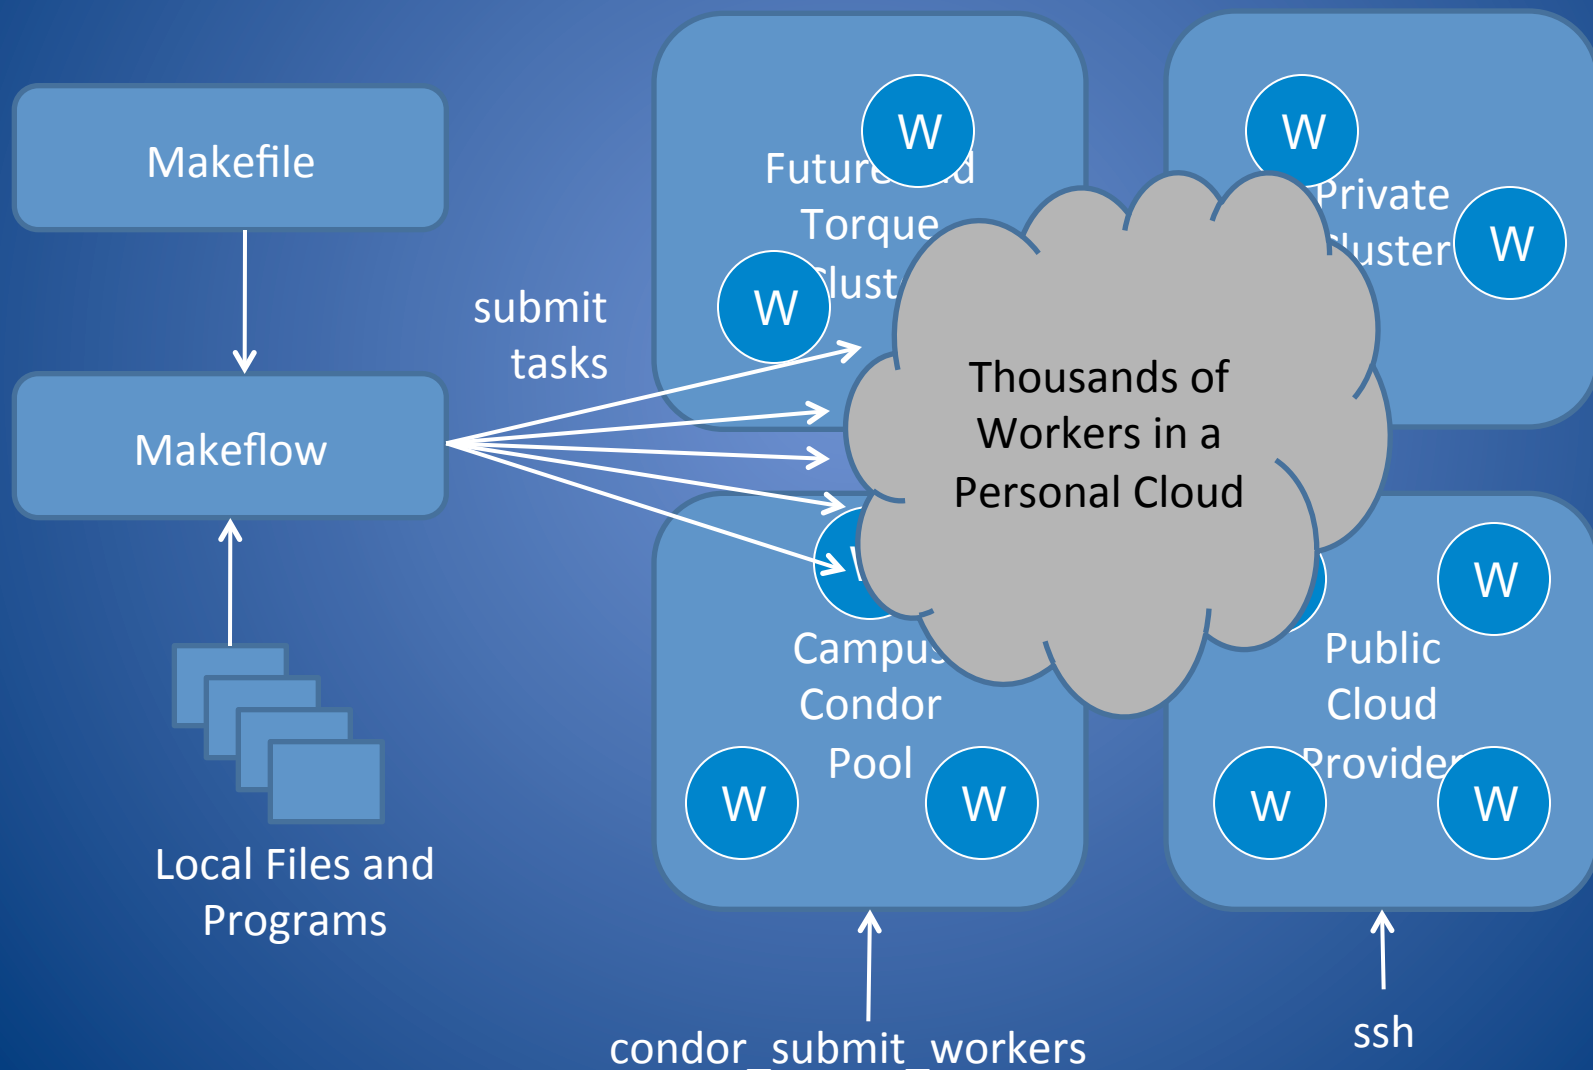 Makefile
Makeflow
Local Files and
Programs
submit
tasks
W
W
Torque
W
W
Private
W
Thousands of
Workers in a
Personal Cloud
Condor
Pool
W
W
W
Public
Cloud
Provider
W
W
condor_submit_workers
ssh